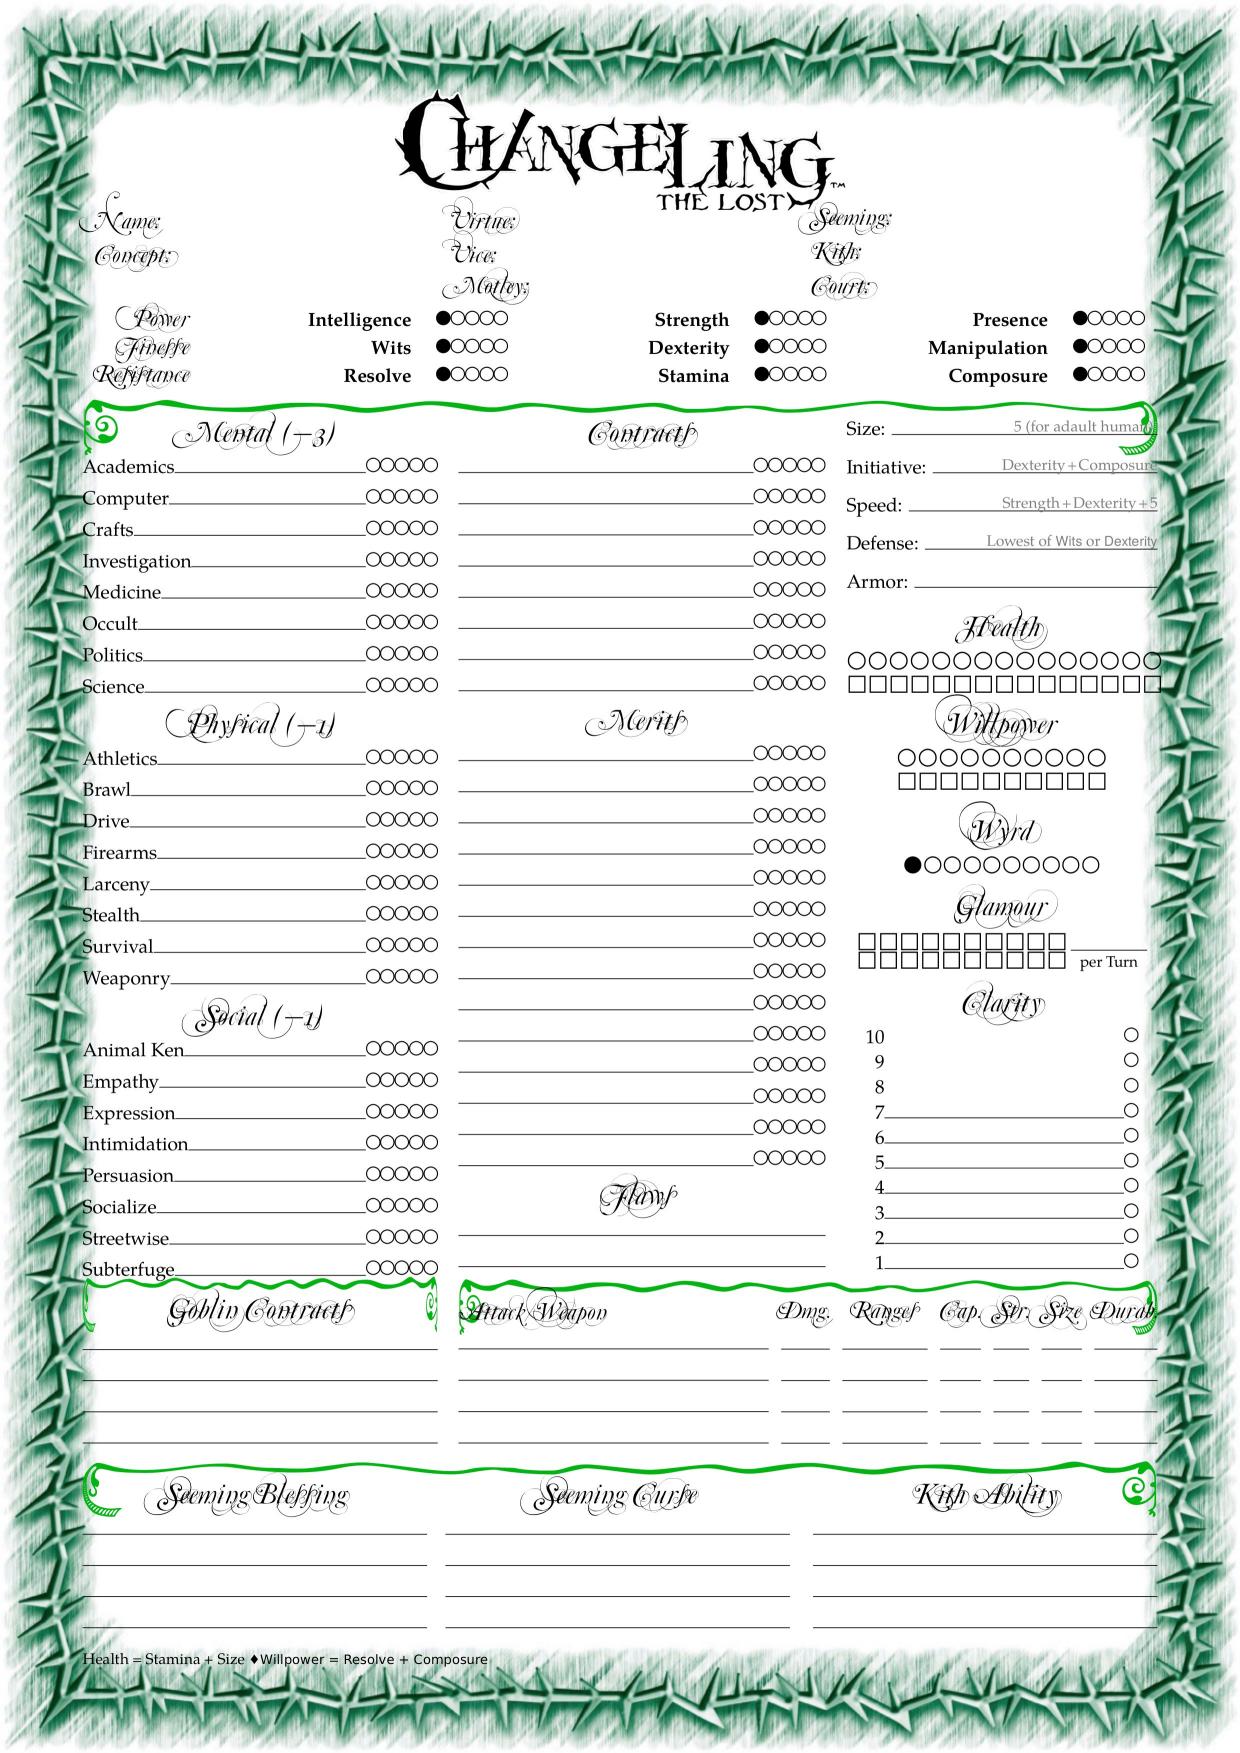 CHANGELING™
THE LOST
Name: Virtue: Seeming:
Concept: Vice: Kith:
Motley: Court:
Power Intelligence ●○○○○ Strength ●○○○○ Presence ●○○○○
Finesse Wits ●○○○○ Dexterity ●○○○○ Manipulation ●○○○○
Resistance Resolve ●○○○○ Stamina ●○○○○ Composure ●○○○○
Mental (–3)
Academics
Computer
Crafts
Investigation
Medicine
Occult
Politics
Science
Physical (–1)
Athletics
Brawl
Drive
Firearms
Larceny
Stealth
Survival
Weaponry
Social (–1)
Animal Ken
Empathy
Expression
Intimidation
Persuasion
Socialize
Streetwise
Subterfuge
Contracts
Merits
Flaws
Size: 5 (for adault human)
Initiative: Dexterity+Composure
Speed: Strength+Dexterity+5
Defense: Lowest of Wits or Dexterity
Armor:
Health
Willpower
Wyrd
Glamour
per Turn
Clarity
10
9
8
7
6
5
4
3
2
1
Goblin Contracts
Attack/Weapon Dmg. Ranges Cap. Str. Size Durab.
Seeming Blessing Seeming Curse Kith Ability
Health = Stamina + Size ♦Willpower = Resolve + Composure